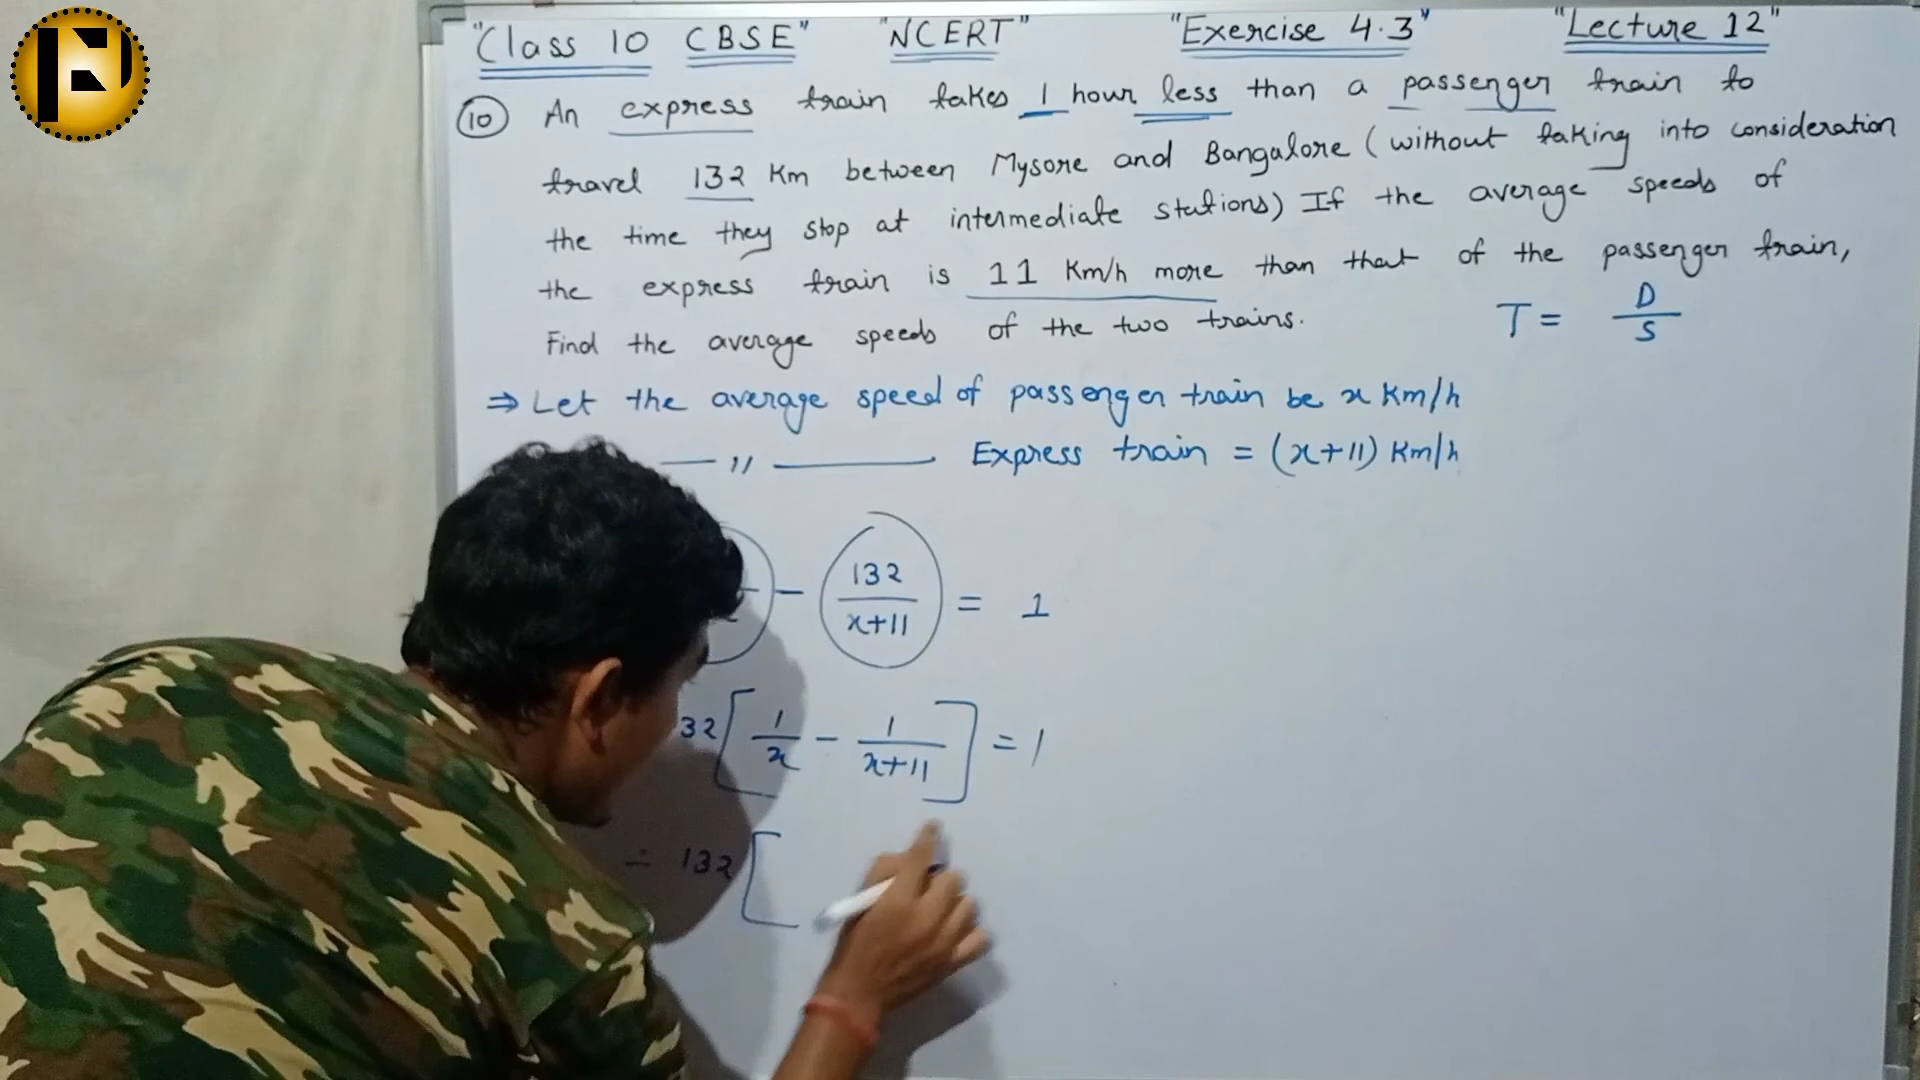 "Class 10 CBSE" "NCERT" "Exercise 4.3" "Lecture 12"
10 An express train takes 1 hour less than a passenger train to
travel 132 Km between Mysore and Bangalore (without taking into consideration
the time they stop at intermediate stations) If the average speeds of
the express train is 11 Km/h more than that of the passenger train,
Find the average speeds of the two trains.
T = D/S
⇒ Let the average speed of passenger train be x Km/h
— " — Express train = (x+11) Km/h
- 132/(x+11) = 1
32 [1/x - 1/(x+11)] = 1
= 132 [